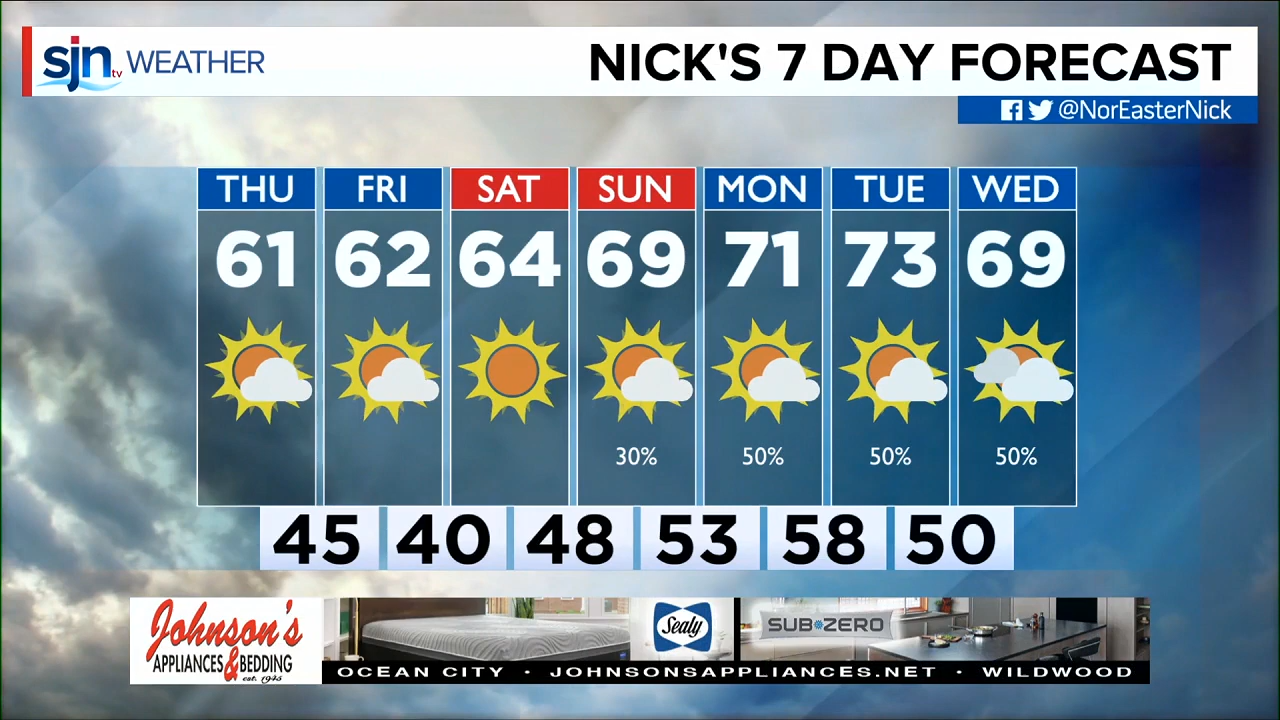 sjn tv WEATHER
NICK'S 7 DAY FORECAST
@NorEasterNick
THU FRI SAT SUN MON TUE WED
61 62 64 69 71 73 69
30% 50% 50% 50%
45 40 48 53 58 50
Johnson's
APPLIANCES & BEDDING
est. 1945
Sealy
SUB ZERO
OCEAN CITY · JOHNSONSAPPLIANCES.NET · WILDWOOD